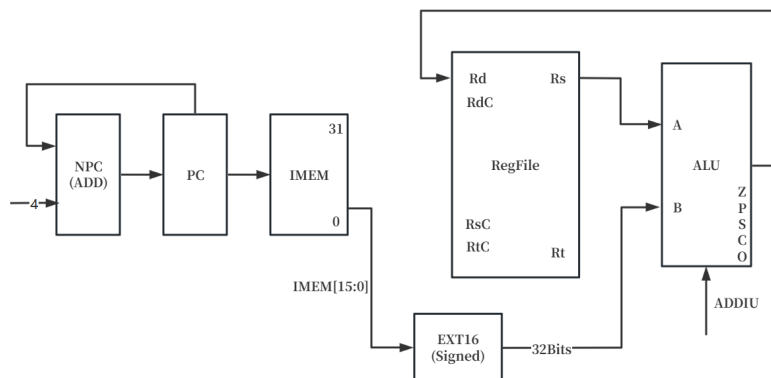 4
NPC
(ADD)
PC
31
IMEM
0
IMEM[15:0]
EXT16
(Signed)
32Bits
Rd
Rs
RdC
RegFile
RsC
RtC
Rt
A
ALU
B
Z
P
S
C
O
ADDIU